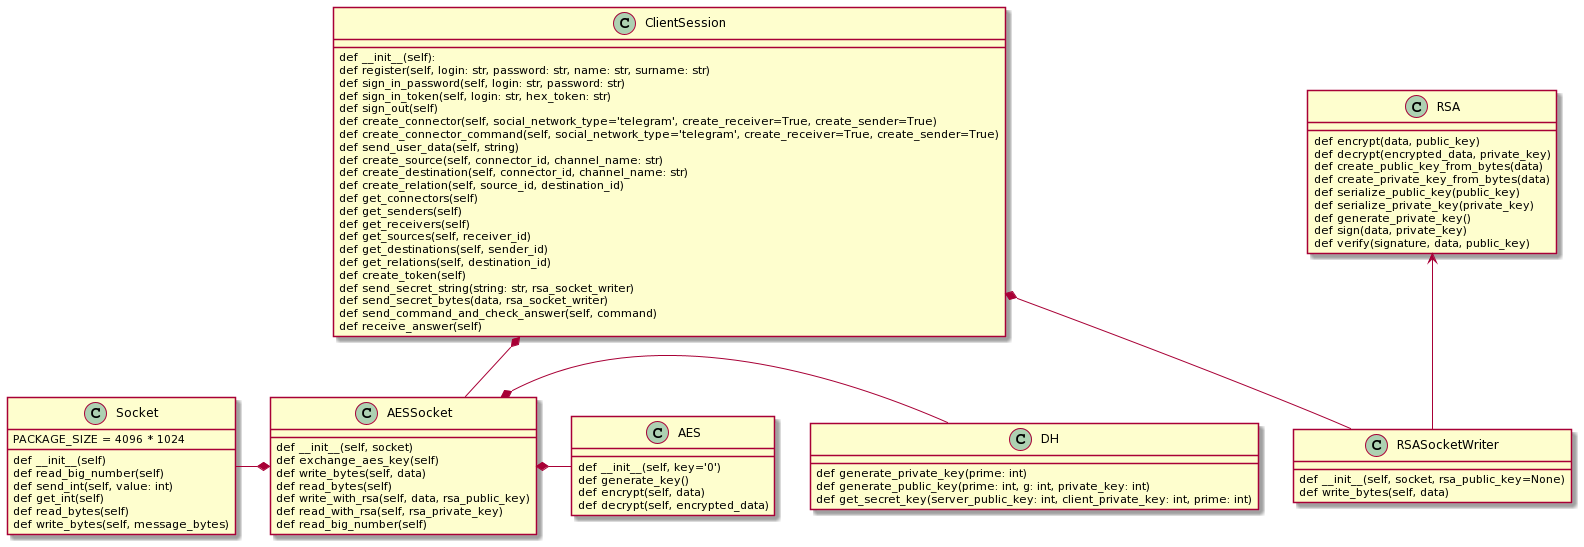 C ClientSession
def __init__(self):
def register(self, login: str, password: str, name: str, surname: str)
def sign_in_password(self, login: str, password: str)
def sign_in_token(self, login: str, hex_token: str)
def sign_out(self)
def create_connector(self, social_network_type='telegram', create_receiver=True, create_sender=True)
def create_connector_command(self, social_network_type='telegram', create_receiver=True, create_sender=True)
def send_user_data(self, string)
def create_source(self, connector_id, channel_name: str)
def create_destination(self, connector_id, channel_name: str)
def create_relation(self, source_id, destination_id)
def get_connectors(self)
def get_senders(self)
def get_receivers(self)
def get_sources(self, receiver_id)
def get_destinations(self, sender_id)
def get_relations(self, destination_id)
def create_token(self)
def send_secret_string(string: str, rsa_socket_writer)
def send_secret_bytes(data, rsa_socket_writer)
def send_command_and_check_answer(self, command)
def receive_answer(self)
C RSA
def encrypt(data, public_key)
def decrypt(encrypted_data, private_key)
def create_public_key_from_bytes(data)
def create_private_key_from_bytes(data)
def serialize_public_key(public_key)
def serialize_private_key(private_key)
def generate_private_key()
def sign(data, private_key)
def verify(signature, data, public_key)
C Socket
PACKAGE_SIZE = 4096 * 1024
def __init__(self)
def read_big_number(self)
def send_int(self, value: int)
def get_int(self)
def read_bytes(self)
def write_bytes(self, message_bytes)
C AESSocket
def __init__(self, socket)
def exchange_aes_key(self)
def write_bytes(self, data)
def read_bytes(self)
def write_with_rsa(self, data, rsa_public_key)
def read_with_rsa(self, rsa_private_key)
def read_big_number(self)
C AES
def __init__(self, key='0')
def generate_key()
def encrypt(self, data)
def decrypt(self, encrypted_data)
C DH
def generate_private_key(prime: int)
def generate_public_key(prime: int, g: int, private_key: int)
def get_secret_key(server_public_key: int, client_private_key: int, prime: int)
C RSASocketWriter
def __init__(self, socket, rsa_public_key=None)
def write_bytes(self, data)